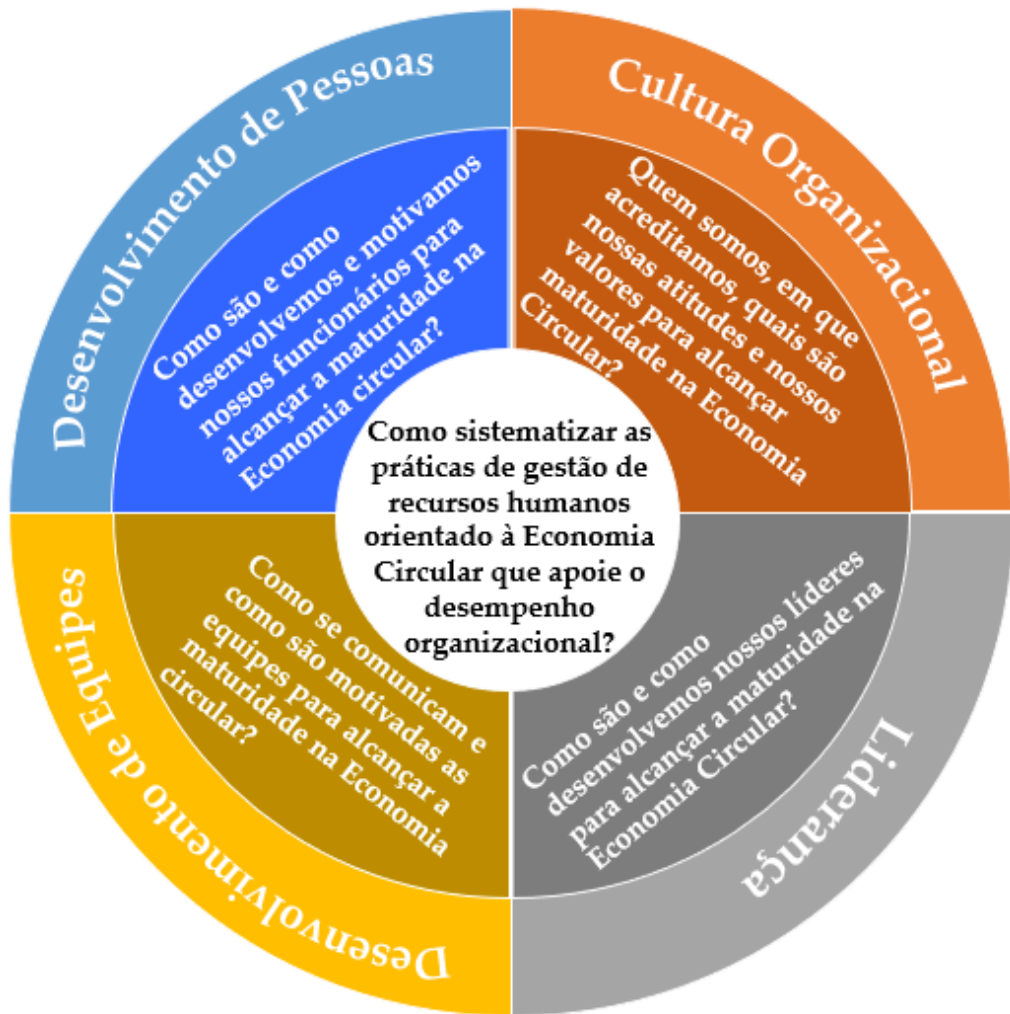 Desenvolvimento de Pessoas
Como são e como
desenvolvemos e motivamos
nossos funcionários para
alcançar a maturidade na
Economia circular?
Cultura Organizacional
Quem somos, em que
acreditamos, quais são
nossas atitudes e nossos
valores para alcançar
maturidade na Economia
Circular?
Como sistematizar as
práticas de gestão de
recursos humanos
orientado à Economia
Circular que apoie o
desempenho
organizacional?
Desenvolvimento de Equipes
Como se comunicam e
como são motivadas as
equipes para alcançar a
maturidade na Economia
circular?
Liderança
Como são e como
desenvolvemos nossos líderes
para alcançar a maturidade na
Economia Circular?